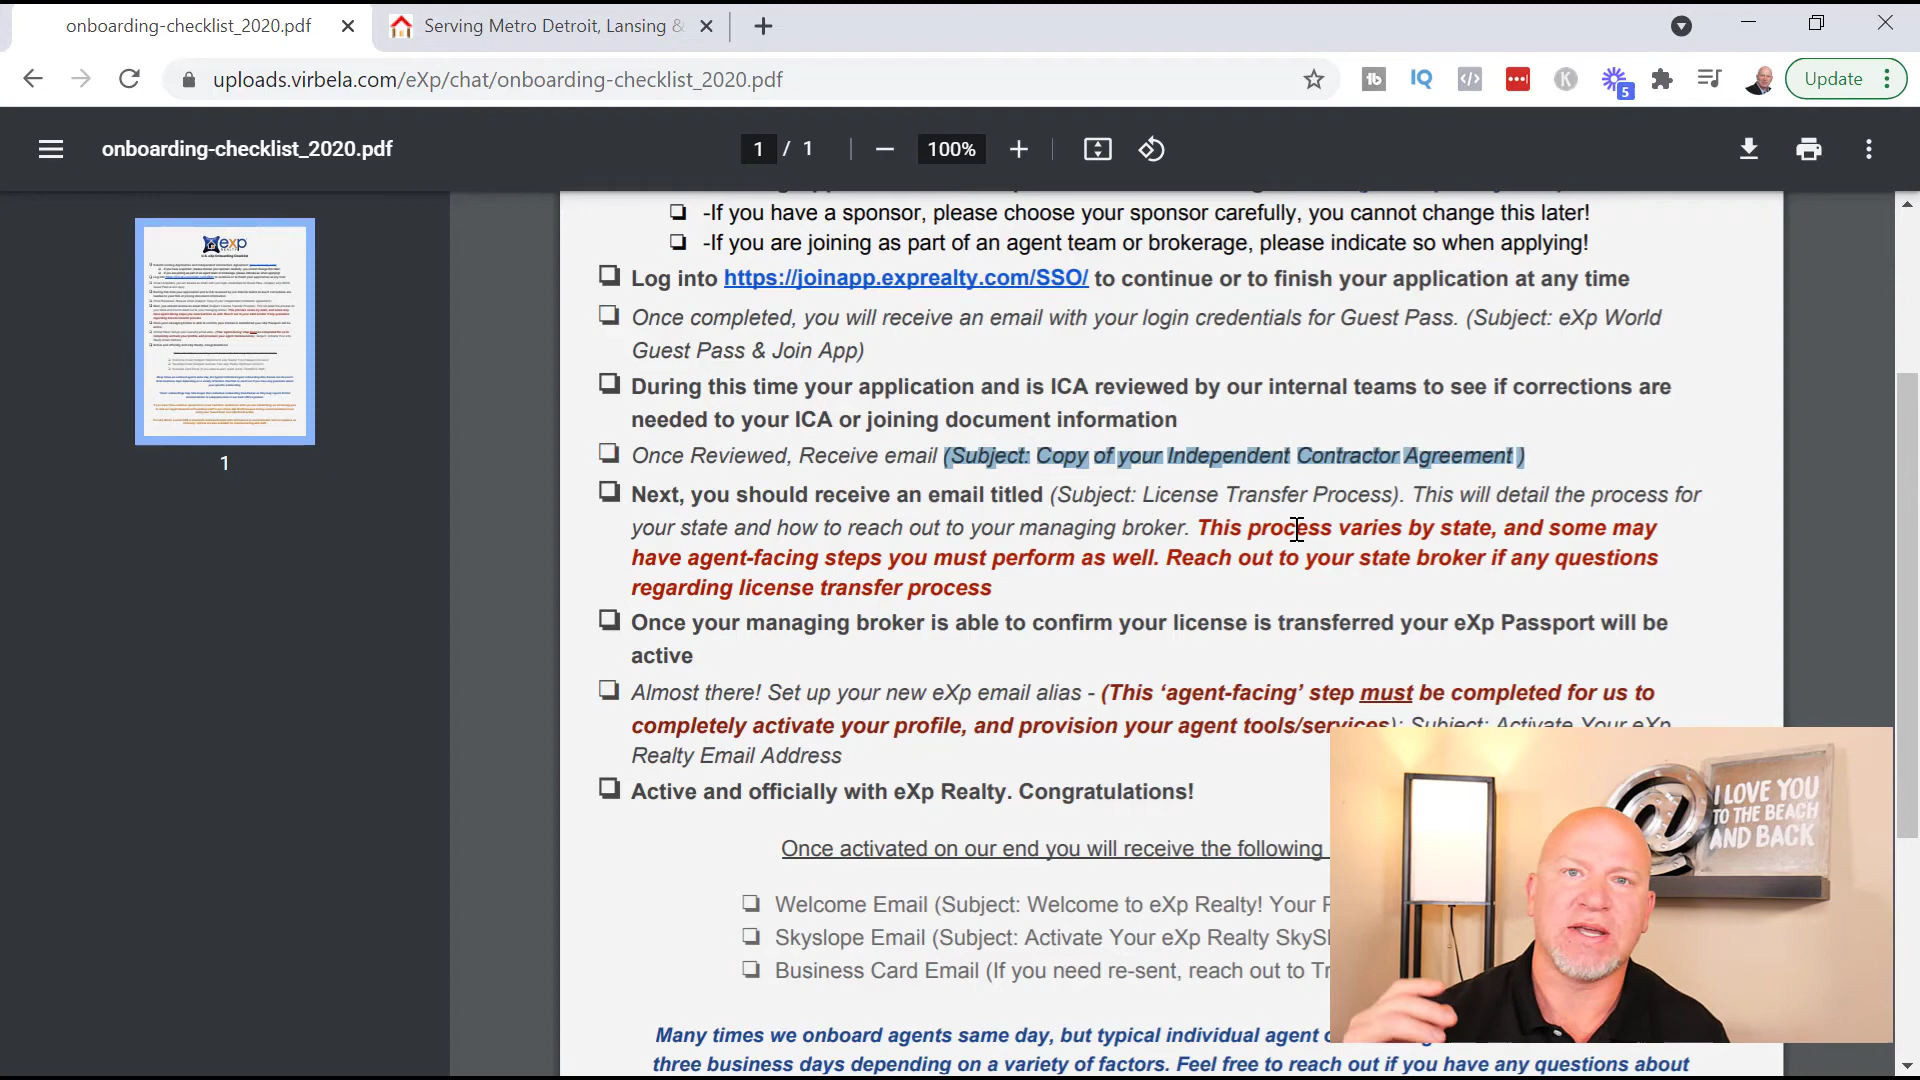 onboarding-checklist_2020.pdf
Serving Metro Detroit, Lansing &
uploads.virbela.com/eXp/chat/onboarding-checklist_2020.pdf
tb
IQ
</>
K
5
Update
onboarding-checklist_2020.pdf
1 / 1
100%
-If you have a sponsor, please choose your sponsor carefully, you cannot change this later!
-If you are joining as part of an agent team or brokerage, please indicate so when applying!
Log into https://joinapp.exprealty.com/SSO/ to continue or to finish your application at any time
Once completed, you will receive an email with your login credentials for Guest Pass. (Subject: eXp World
Guest Pass & Join App)
During this time your application and is ICA reviewed by our internal teams to see if corrections are
needed to your ICA or joining document information
Once Reviewed, Receive email (Subject: Copy of your Independent Contractor Agreement )
Next, you should receive an email titled (Subject: License Transfer Process). This will detail the process for
your state and how to reach out to your managing broker. This process varies by state, and some may
have agent-facing steps you must perform as well. Reach out to your state broker if any questions
regarding license transfer process
Once your managing broker is able to confirm your license is transferred your eXp Passport will be
active
Almost there! Set up your new eXp email alias - (This ‘agent-facing’ step must be completed for us to
completely activate your profile, and provision your agent tools/services); Subject: Activate Your eXp
Realty Email Address
Active and officially with eXp Realty. Congratulations!
Once activated on our end you will receive the following
Welcome Email (Subject: Welcome to eXp Realty! Your
Skyslope Email (Subject: Activate Your eXp Realty
Business Card Email (If you need re-sent, reach out to
Many times we onboard agents same day, but typical individual agent
three business days depending on a variety of factors. Feel free to reach out if you have any questions about
1
exp
I LOVE YOU
TO THE BEACH
AND BACK
@